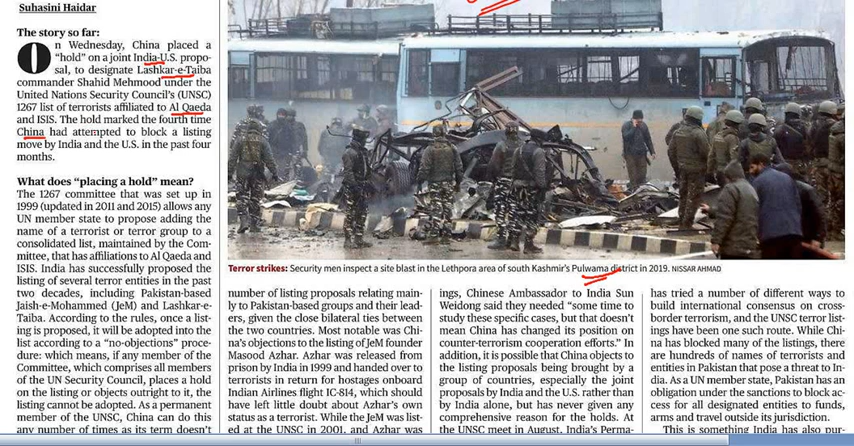 Suhasini Haidar
The story so far:
On Wednesday, China placed a
"hold" on a joint India-U.S. propo-
sal, to designate Lashkar-e-Taiba
commander Shahid Mehmood under the
United Nations Security Council's (UNSC)
1267 list of terrorists affiliated to Al Qaeda
and ISIS. The hold marked the fourth time
China had attempted to block a listing
move by India and the U.S. in the past four
months.
What does "placing a hold" mean?
The 1267 committee that was set up in
1999 (updated in 2011 and 2015) allows any
UN member state to propose adding the
name of a terrorist or terror group to a
consolidated list, maintained by the Com-
mittee, that has affiliations to Al Qaeda and
ISIS. India has successfully proposed the
listing of several terror entities in the past
two decades, including Pakistan-based
Jaish-e-Mohammed (JeM) and Lashkar-e-
Taiba. According to the rules, once a list-
ing is proposed, it will be adopted into the
list according to a "no-objections" proce-
dure: which means, if any member of the
Committee, which comprises all members
of the UN Security Council, places a hold
on the listing or objects outright to it, the
listing cannot be adopted. As a permanent
member of the UNSC, China can do this
any number of times as its term doesn't
Terror strikes: Security men inspect a site blast in the Lethpora area of south Kashmir's Pulwama district in 2019. NISSAR AHMAD
number of listing proposals relating main-
ly to Pakistan-based groups and their lead-
ers, given the close bilateral ties between
the two countries. Most notable was Chi-
na's objections to the listing of JeM founder
Masood Azhar. Azhar was released from
prison by India in 1999 and handed over to
terrorists in return for hostages onboard
Indian Airlines flight IC-814, which should
have left little doubt about Azhar's own
status as a terrorist. While the JeM was list-
ed at the UNSC in 2001, and Azhar was
ings, Chinese Ambassador to India Sun
Weidong said they needed "some time to
study these specific cases, but that doesn't
mean China has changed its position on
counter-terrorism cooperation efforts." In
addition, it is possible that China objects to
the listing proposals being brought by a
group of countries, especially the joint
proposals by India and the U.S. rather than
by India alone, but has never given any
comprehensive reason for the holds. At
the UNSC meet in August, India's Perma-
has tried a number of different ways to
build international consensus on cross-
border terrorism, and the UNSC terror list-
ings have been one such route. While Chi-
na has blocked many of the listings, there
are hundreds of names of terrorists and
entities in Pakistan that pose a threat to In-
dia. As a UN member state, Pakistan has an
obligation under the sanctions to block ac-
cess for all designated entities to funds,
arms and travel outside its jurisdiction.
This is something India has also pur-